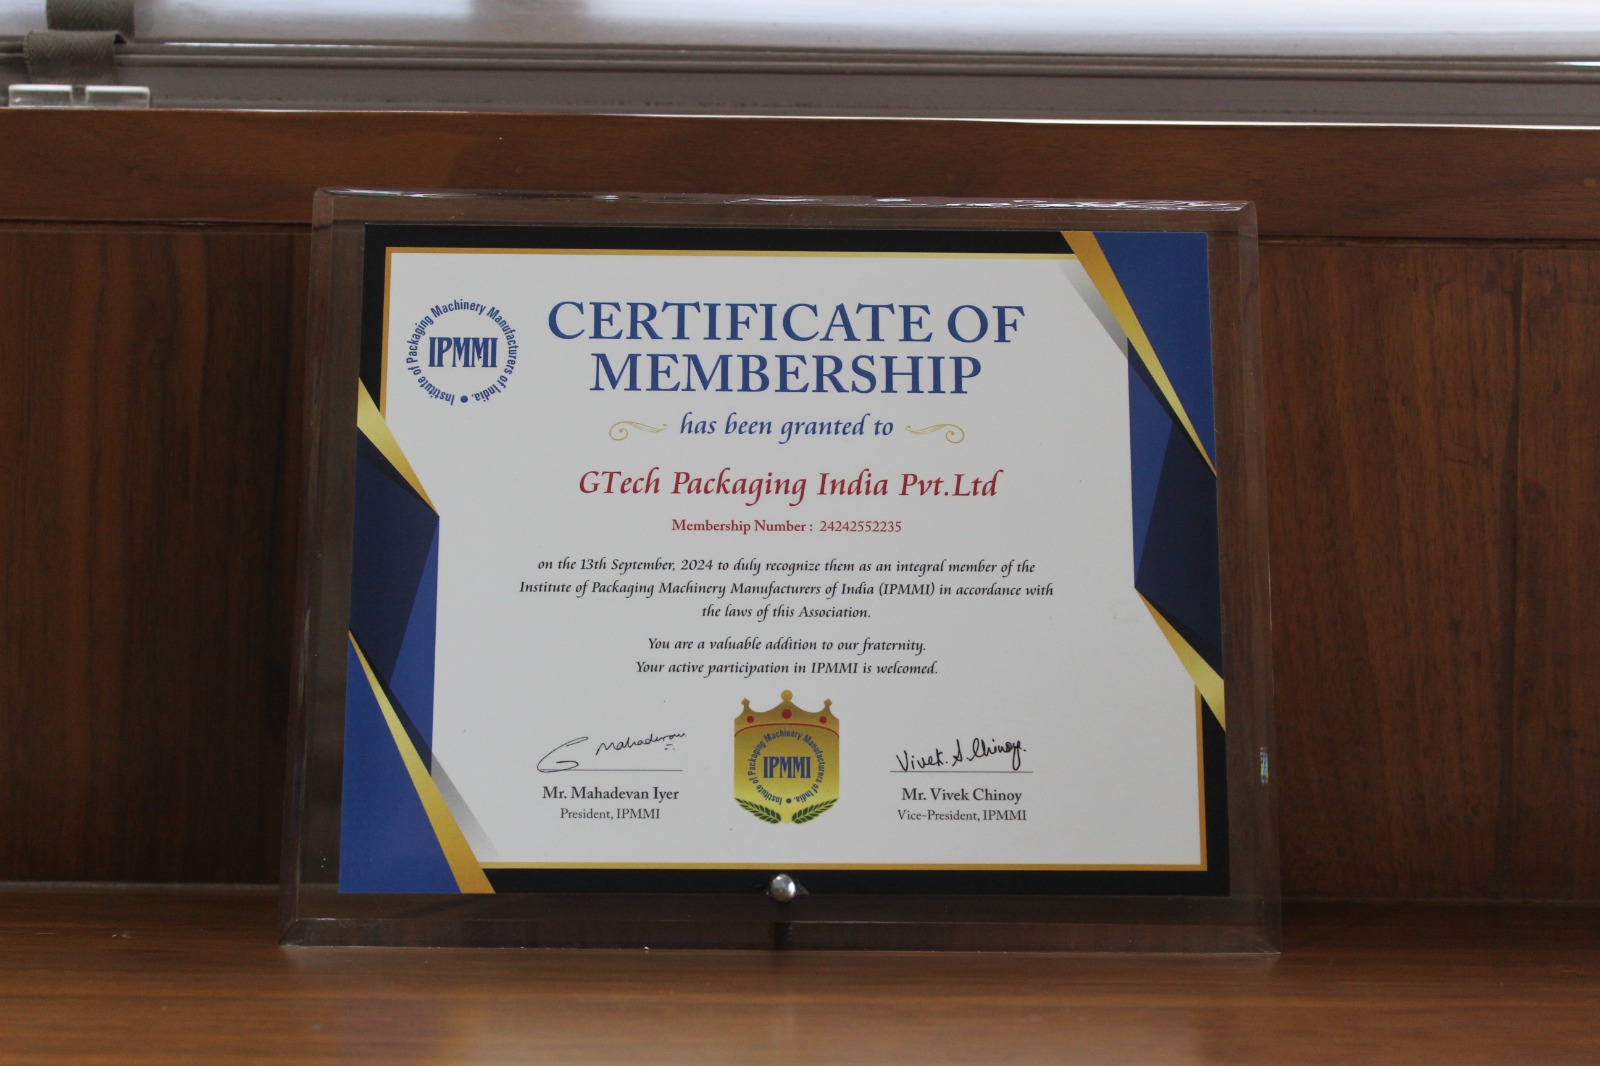 Institute of Packaging Machinery Manufacturers of India.
IPMMI
CERTIFICATE OF
MEMBERSHIP
has been granted to
GTech Packaging India Pvt.Ltd
Membership Number : 24242552235
on the 13th September, 2024 to duly recognize them as an integral member of the
Institute of Packaging Machinery Manufacturers of India (IPMMI) in accordance with
the laws of this Association.
You are a valuable addition to our fraternity.
Your active participation in IPMMI is welcomed.
Mahadevan
Mr. Mahadevan Iyer
President, IPMMI
Institute of Packaging Machinery Manufacturers of India.
IPMMI
Vivek. S. Chinoy.
Mr. Vivek Chinoy
Vice-President, IPMMI